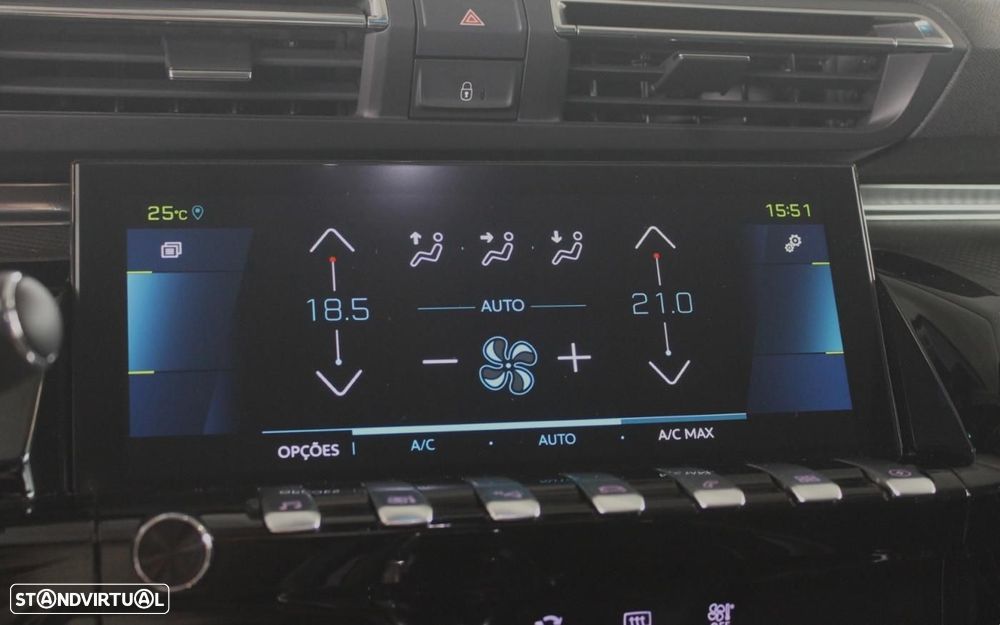 25°C 15:51
18.5 AUTO 21.0
OPÇÕES A/C · AUTO · A/C MAX
STANDVIRTUAL